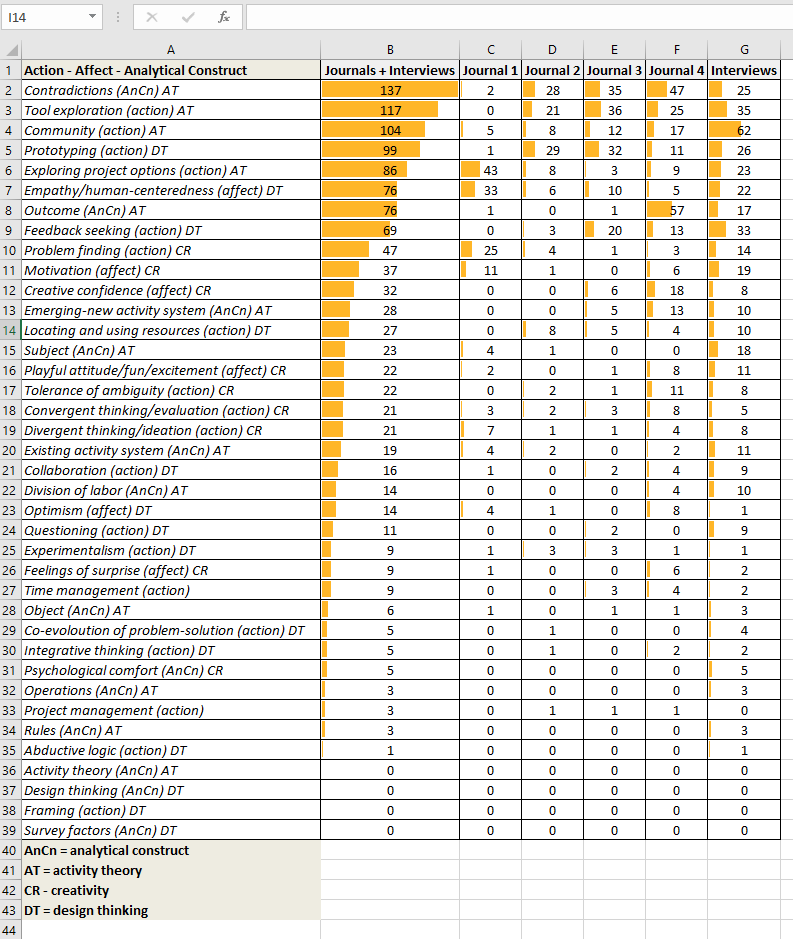 I14
fx
A B C D E F G
1 Action - Affect - Analytical Construct Journals + Interviews Journal 1 Journal 2 Journal 3 Journal 4 Interviews
2 Contradictions (AnCn) AT 137 2 28 35 47 25
3 Tool exploration (action) AT 117 0 21 36 25 35
4 Community (action) AT 104 5 8 12 17 62
5 Prototyping (action) DT 99 1 29 32 11 26
6 Exploring project options (action) AT 86 43 8 3 9 23
7 Empathy/human-centeredness (affect) DT 76 33 6 10 5 22
8 Outcome (AnCn) AT 76 1 0 1 57 17
9 Feedback seeking (action) DT 69 0 3 20 13 33
10 Problem finding (action) CR 47 25 4 1 3 14
11 Motivation (affect) CR 37 11 1 0 6 19
12 Creative confidence (affect) CR 32 0 0 6 18 8
13 Emerging-new activity system (AnCn) AT 28 0 0 5 13 10
14 Locating and using resources (action) DT 27 0 8 5 4 10
15 Subject (AnCn) AT 23 4 1 0 0 18
16 Playful attitude/fun/excitement (affect) CR 22 2 0 1 8 11
17 Tolerance of ambiguity (action) CR 22 0 2 1 11 8
18 Convergent thinking/evaluation (action) CR 21 3 2 3 8 5
19 Divergent thinking/ideation (action) CR 21 7 1 1 4 8
20 Existing activity system (AnCn) AT 19 4 2 0 2 11
21 Collaboration (action) DT 16 1 0 2 4 9
22 Division of labor (AnCn) AT 14 0 0 0 4 10
23 Optimism (affect) DT 14 4 1 0 8 1
24 Questioning (action) DT 11 0 0 2 0 9
25 Experimentalism (action) DT 9 1 3 3 1 1
26 Feelings of surprise (affect) CR 9 1 0 0 6 2
27 Time management (action) 9 0 0 3 4 2
28 Object (AnCn) AT 6 1 0 1 1 3
29 Co-evoloution of problem-solution (action) DT 5 0 1 0 0 4
30 Integrative thinking (action) DT 5 0 1 0 2 2
31 Psychological comfort (AnCn) CR 5 0 0 0 0 5
32 Operations (AnCn) AT 3 0 0 0 0 3
33 Project management (action) 3 0 1 1 1 0
34 Rules (AnCn) AT 3 0 0 0 0 3
35 Abductive logic (action) DT 1 0 0 0 0 1
36 Activity theory (AnCn) AT 0 0 0 0 0 0
37 Design thinking (AnCn) DT 0 0 0 0 0 0
38 Framing (action) DT 0 0 0 0 0 0
39 Survey factors (AnCn) DT 0 0 0 0 0 0
40 AnCn = analytical construct
41 AT = activity theory
42 CR - creativity
43 DT = design thinking
44